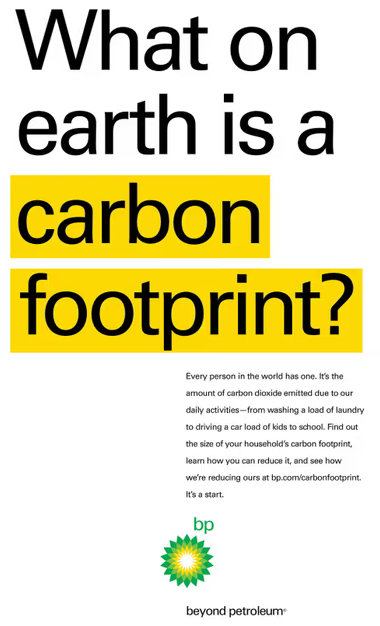 What on
earth is a
carbon
footprint?
Every person in the world has one. It's the
amount of carbon dioxide emitted due to our
daily activities—from washing a load of laundry
to driving a car load of kids to school. Find out
the size of your household's carbon footprint,
learn how you can reduce it, and see how
we're reducing ours at bp.com/carbonfootprint.
It's a start.
bp
beyond petroleum®